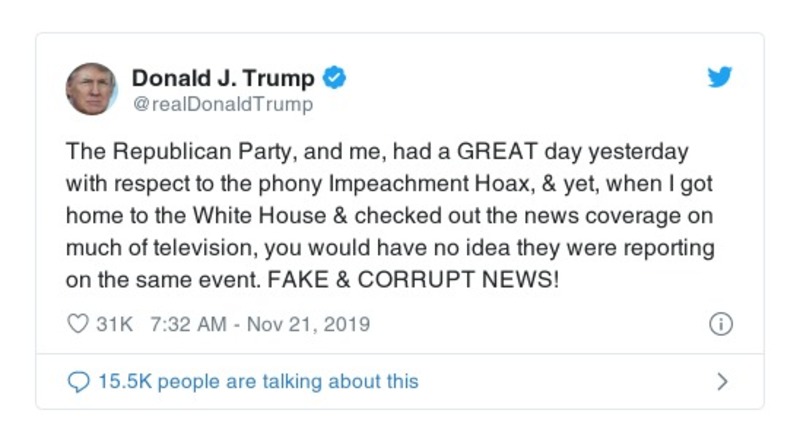 Donald J. Trump
@realDonaldTrump
The Republican Party, and me, had a GREAT day yesterday
with respect to the phony Impeachment Hoax, & yet, when I got
home to the White House & checked out the news coverage on
much of television, you would have no idea they were reporting
on the same event. FAKE & CORRUPT NEWS!
31K 7:32 AM - Nov 21, 2019
15.5K people are talking about this